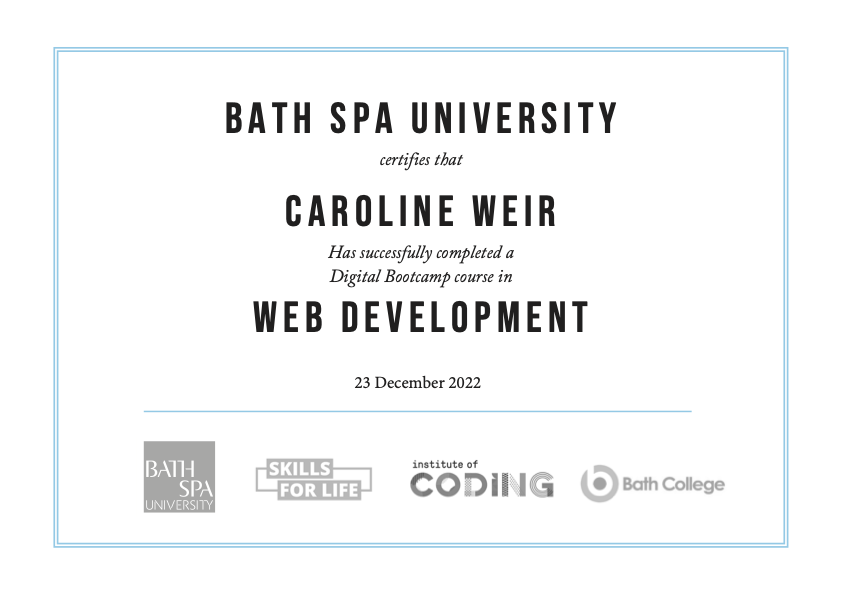 BATH SPA UNIVERSITY
certifies that
CAROLINE WEIR
Has successfully completed a
Digital Bootcamp course in
WEB DEVELOPMENT
23 December 2022
BATH
SPA
UNIVERSITY
SKILLS
FOR LIFE
institute of
CODING
Bath College